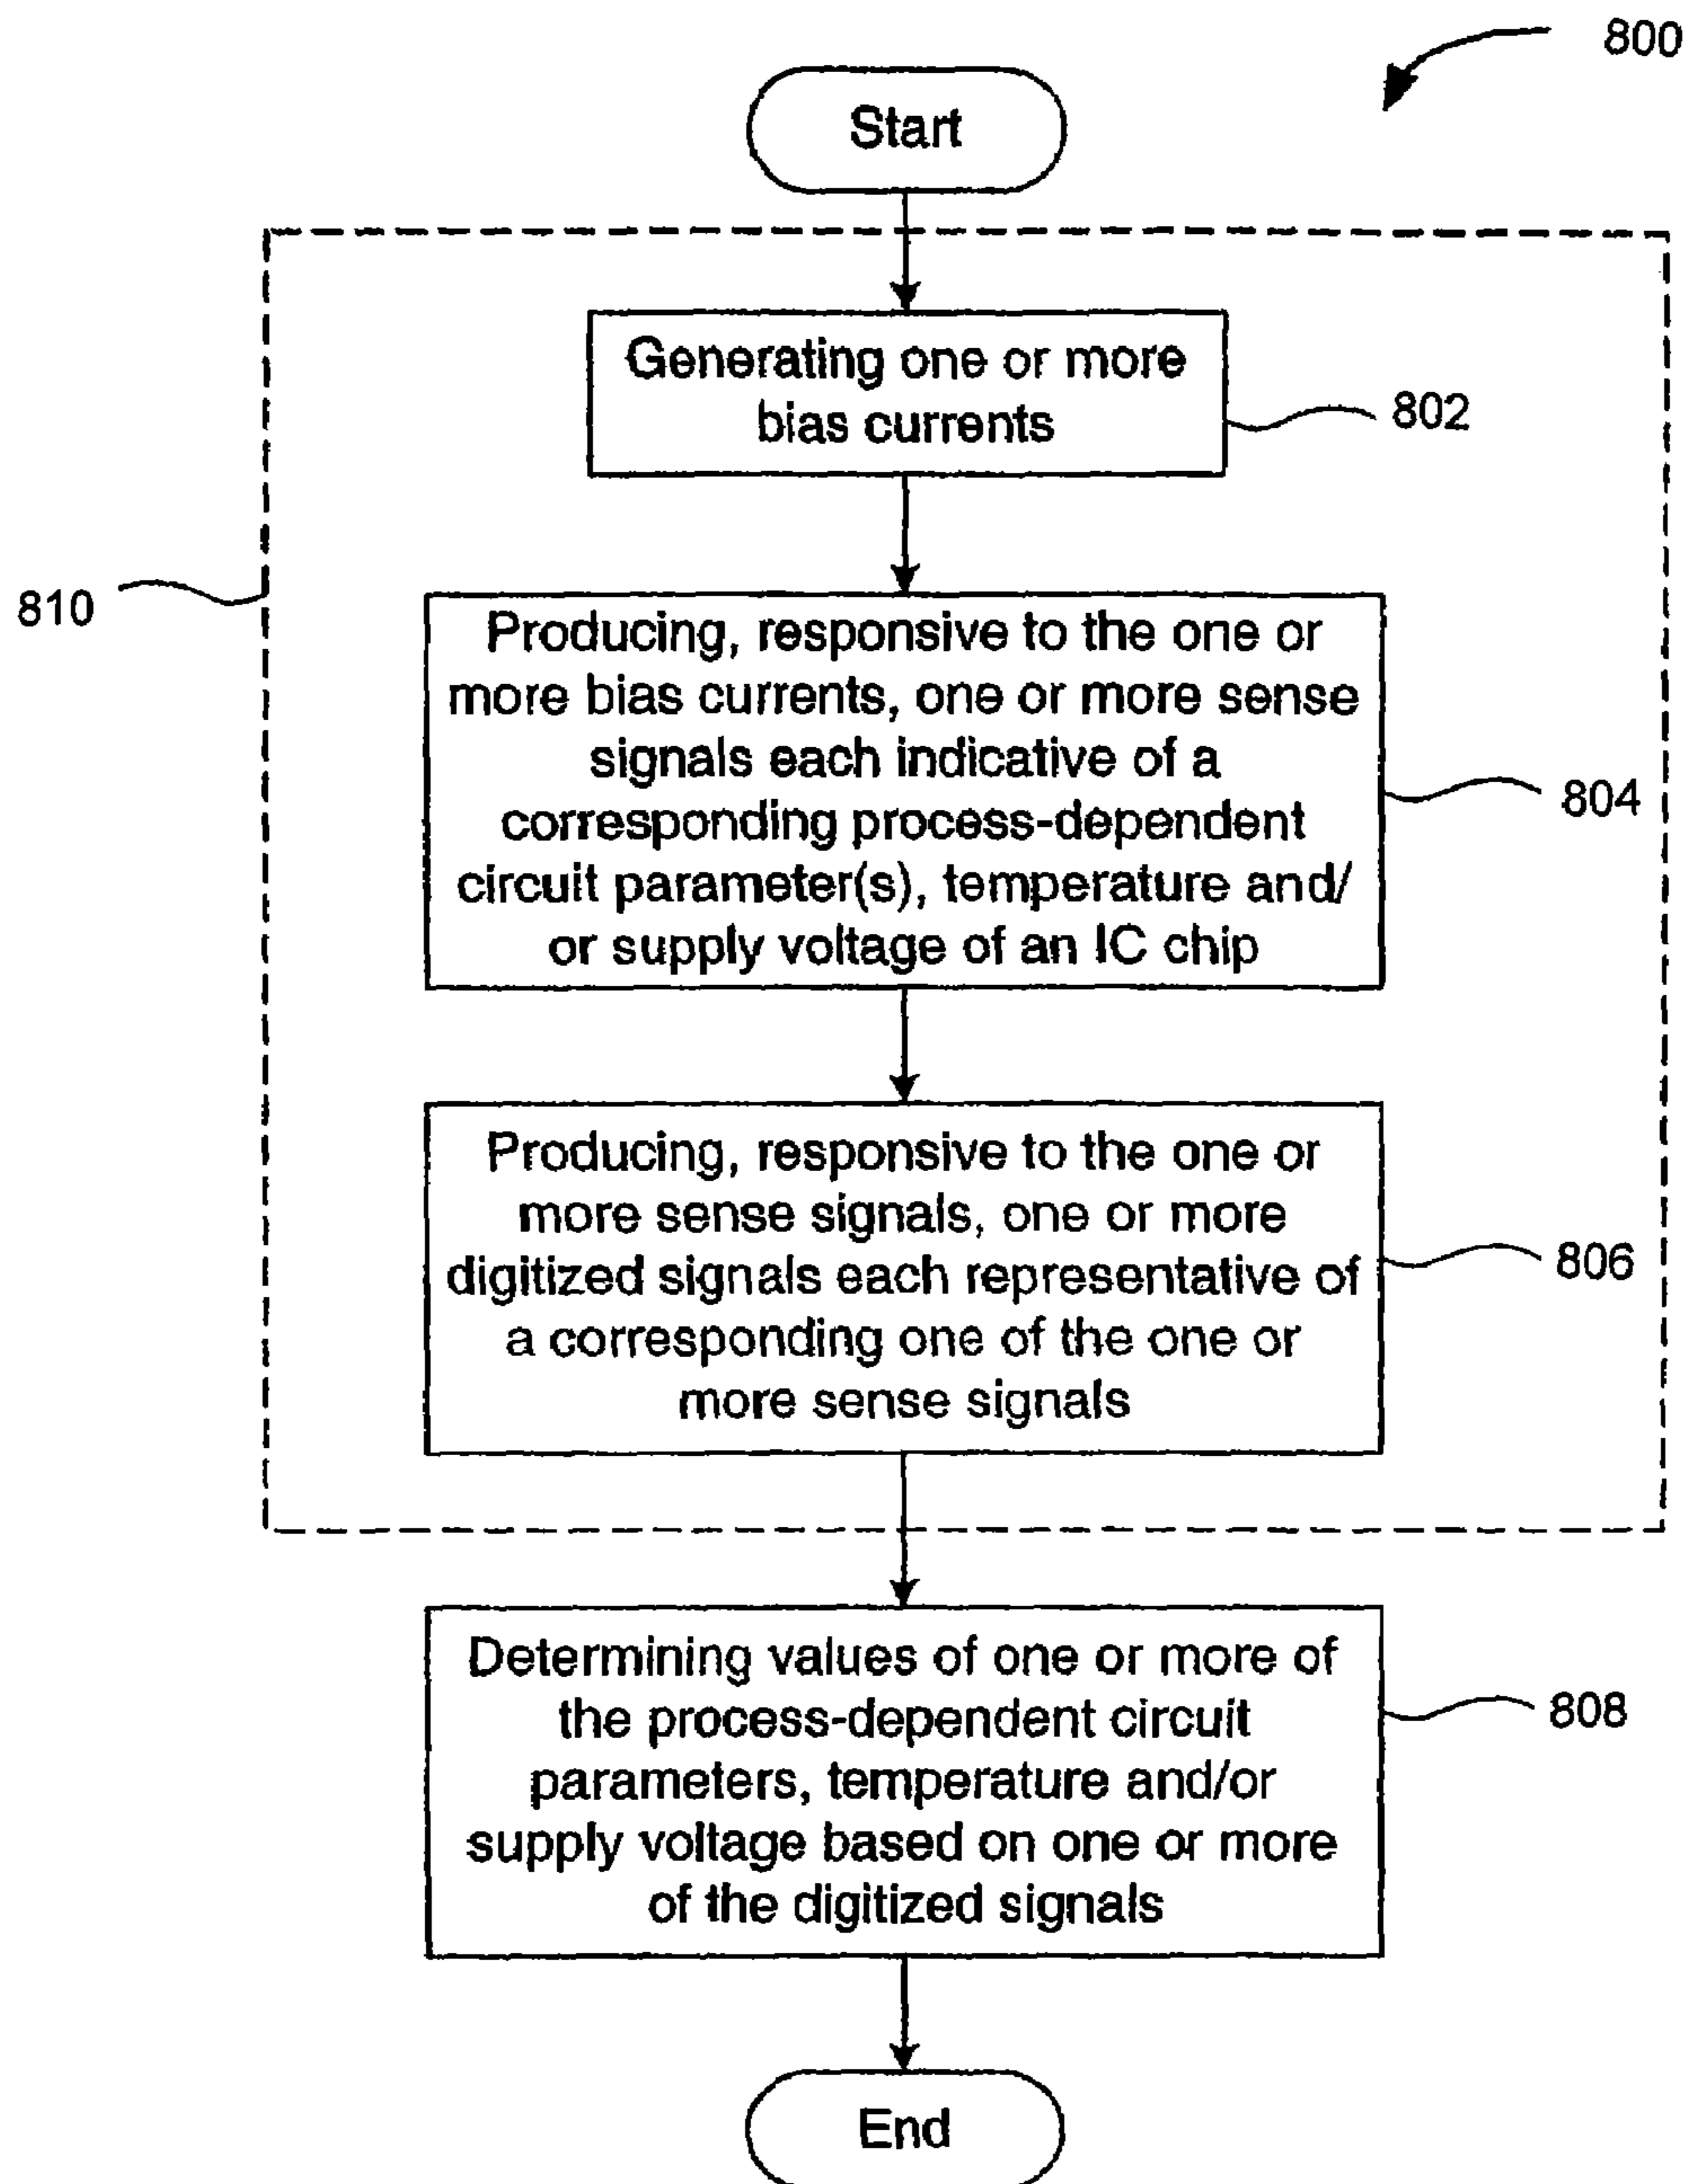 800
Start
Generating one or more
bias currents
802
810
Producing, responsive to the one or
more bias currents, one or more sense
signals each indicative of a
corresponding process-dependent
circuit parameter(s), temperature and/
or supply voltage of an IC chip
804
Producing, responsive to the one or
more sense signals, one or more
digitized signals each representative of
a corresponding one of the one or
more sense signals
806
Determining values of one or more of
the process-dependent circuit
parameters, temperature and/or
supply voltage based on one or more
of the digitized signals
808
End